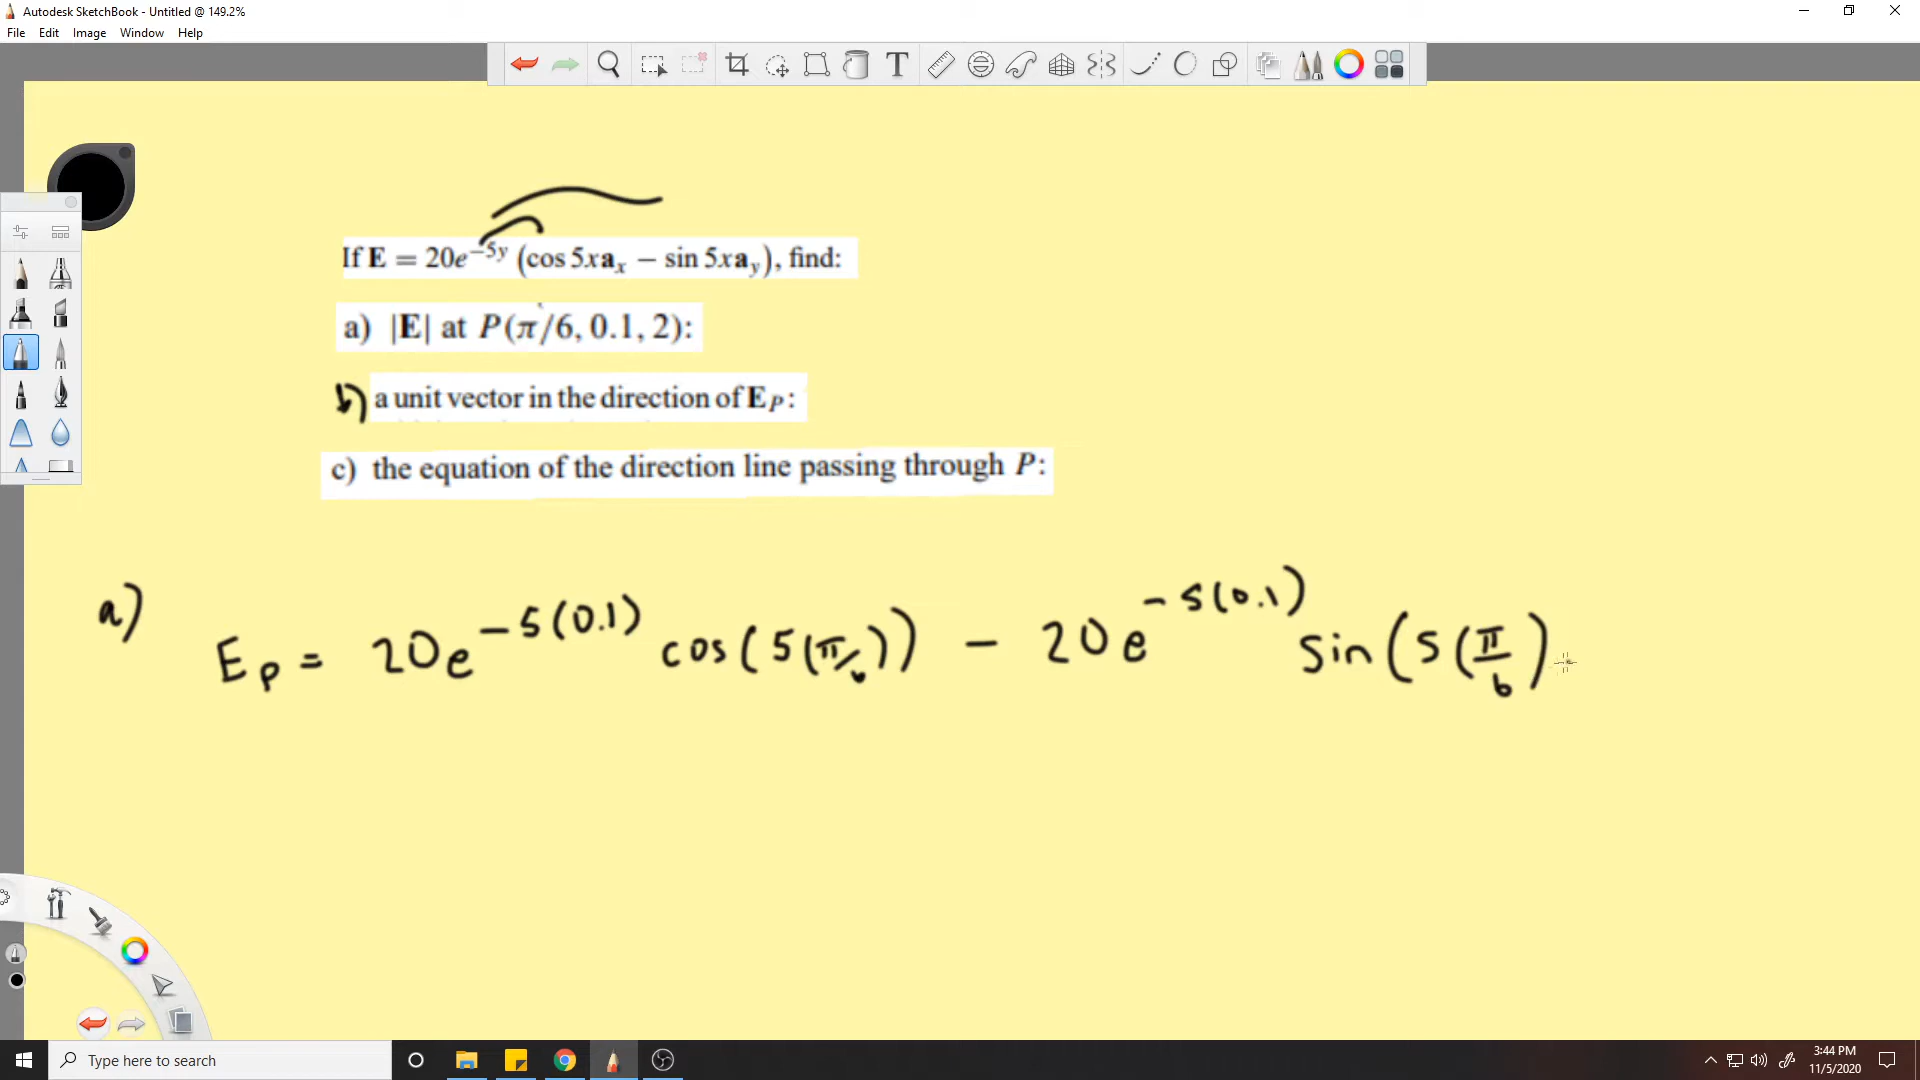 Autodesk SketchBook - Untitled @ 149.2%
File Edit Image Window Help
T
If E = 20e^{-5y} (cos 5xa_x − sin 5xa_y), find:
a) |E| at P(π/6, 0.1, 2):
b) a unit vector in the direction of E_P:
c) the equation of the direction line passing through P:
a)
E_p = 20e^{-5(0.1)} cos(5(π/6)) − 20e^{-5(0.1)} sin(5(π/6)
Type here to search
3:44 PM
11/5/2020